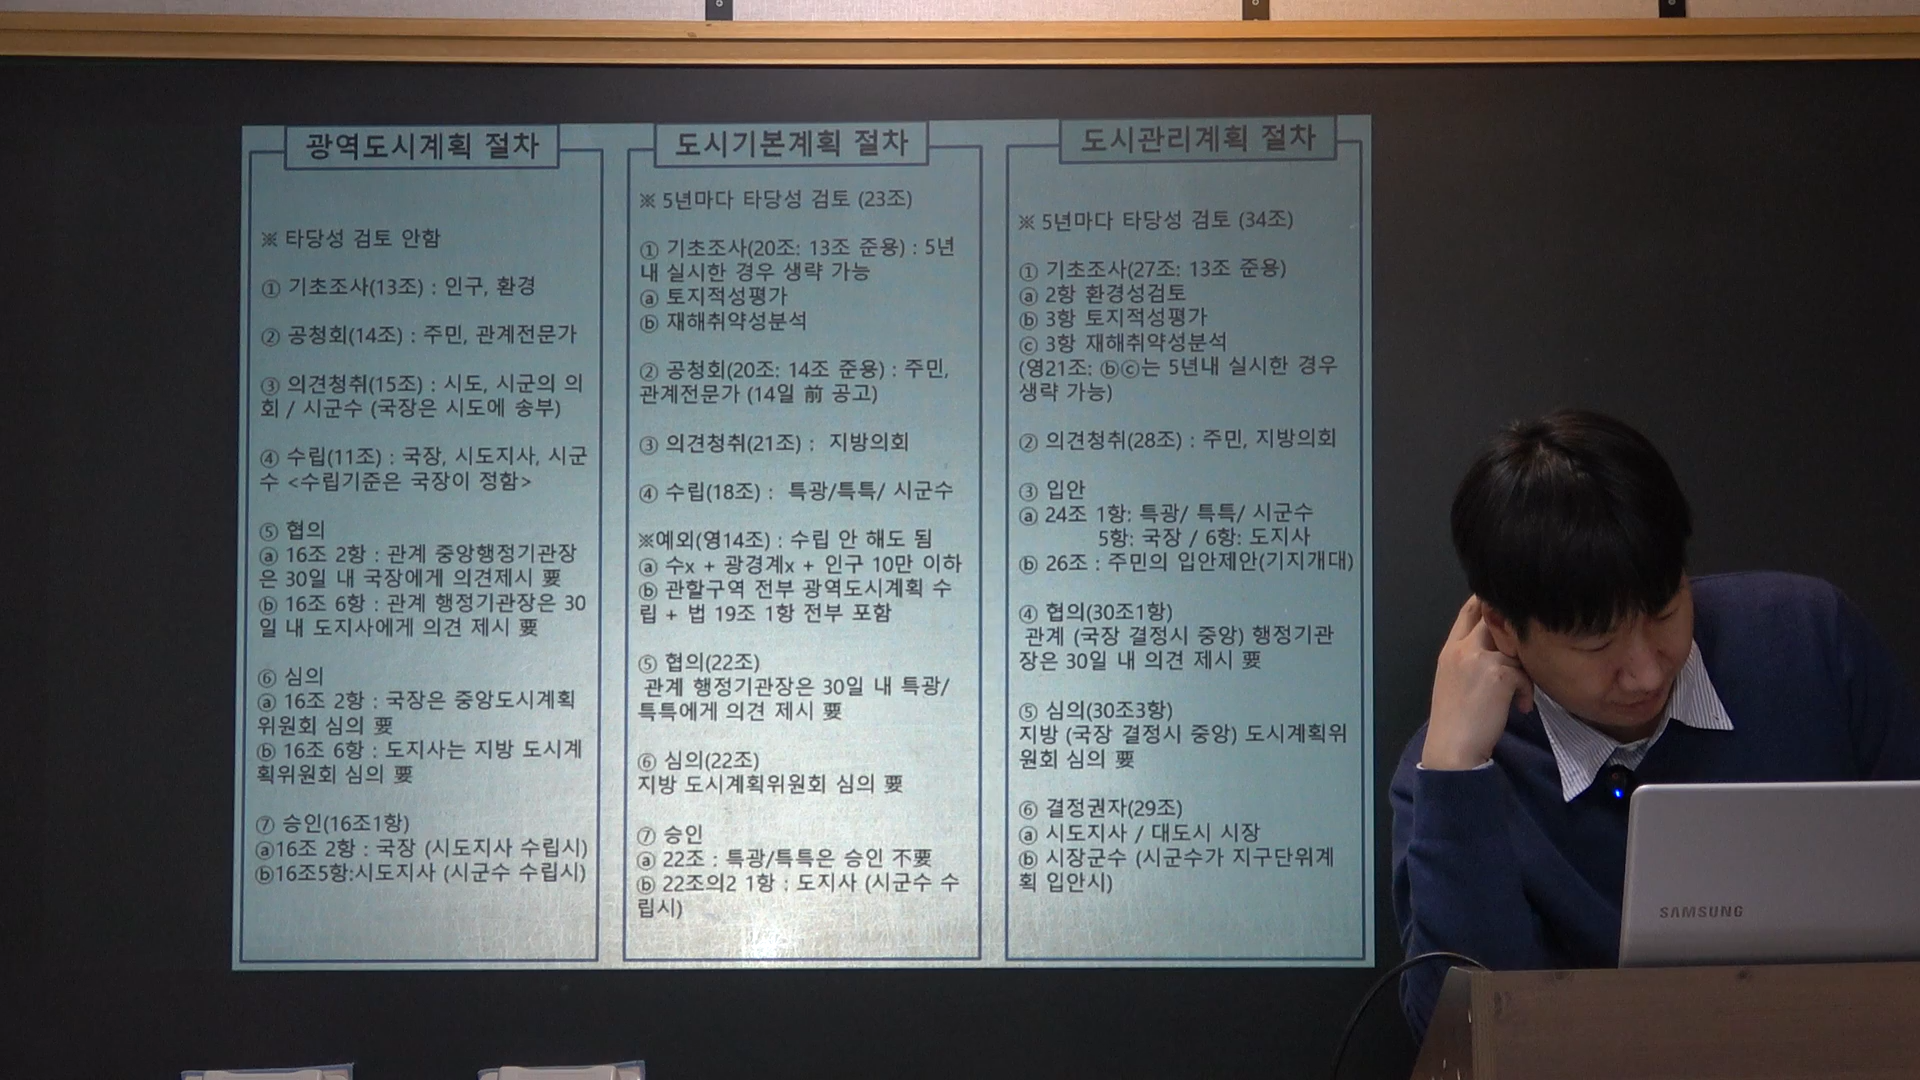 광역도시계획 절차
※ 타당성 검토 안함
① 기초조사(13조) : 인구, 환경
② 공청회(14조) : 주민, 관계전문가
③ 의견청취(15조) : 시도, 시군의 의
회 / 시군수 (국장은 시도에 송부)
④ 수립(11조) : 국장, 시도지사, 시군
수 <수립기준은 국장이 정함>
⑤ 협의
ⓐ 16조 2항 : 관계 중앙행정기관장
은 30일 내 국장에게 의견제시 要
ⓑ 16조 6항 : 관계 행정기관장은 30
일 내 도지사에게 의견 제시 要
⑥ 심의
ⓐ 16조 2항 : 국장은 중앙도시계획
위원회 심의 要
ⓑ 16조 6항 : 도지사는 지방 도시계
획위원회 심의 要
⑦ 승인(16조1항)
ⓐ16조 2항 : 국장 (시도지사 수립시)
ⓑ16조5항:시도지사 (시군수 수립시)
도시기본계획 절차
※ 5년마다 타당성 검토 (23조)
① 기초조사(20조: 13조 준용) : 5년
내 실시한 경우 생략 가능
ⓐ 토지적성평가
ⓑ 재해취약성분석
② 공청회(20조: 14조 준용) : 주민,
관계전문가 (14일 前 공고)
③ 의견청취(21조) : 지방의회
④ 수립(18조) : 특광/특특/ 시군수
※예외(영14조) : 수립 안 해도 됨
ⓐ 수x + 광경계x + 인구 10만 이하
ⓑ 관할구역 전부 광역도시계획 수
립 + 법 19조 1항 전부 포함
⑤ 협의(22조)
관계 행정기관장은 30일 내 특광/
특특에게 의견 제시 要
⑥ 심의(22조)
지방 도시계획위원회 심의 要
⑦ 승인
ⓐ 22조 : 특광/특특은 승인 不要
ⓑ 22조의2 1항 : 도지사 (시군수 수
립시)
도시관리계획 절차
※ 5년마다 타당성 검토 (34조)
① 기초조사(27조: 13조 준용)
ⓐ 2항 환경성검토
ⓑ 3항 토지적성평가
ⓒ 3항 재해취약성분석
(영21조: ⓑⓒ는 5년내 실시한 경우
생략 가능)
② 의견청취(28조) : 주민, 지방의회
③ 입안
ⓐ 24조 1항: 특광/ 특특/ 시군수
5항: 국장 / 6항: 도지사
ⓑ 26조 : 주민의 입안제안(기지개대)
④ 협의(30조1항)
관계 (국장 결정시 중앙) 행정기관
장은 30일 내 의견 제시 要
⑤ 심의(30조3항)
지방 (국장 결정시 중앙) 도시계획위
원회 심의 要
⑥ 결정권자(29조)
ⓐ 시도지사 / 대도시 시장
ⓑ 시장군수 (시군수가 지구단위계
획 입안시)
SAMSUNG